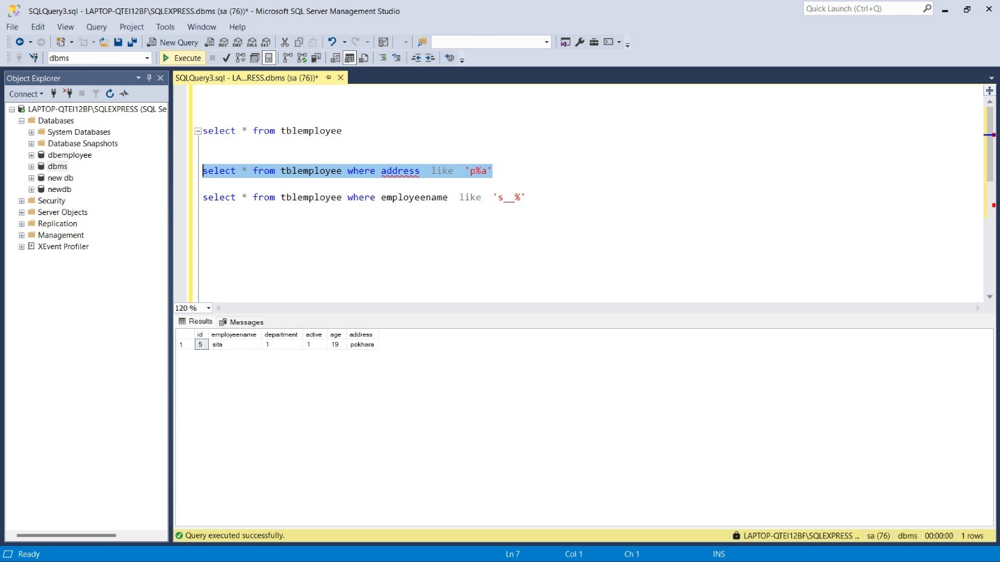 SQLQuery3.sql - LAPTOP-QTEI12BF\SQLEXPRESS.dbms (sa (76))* - Microsoft SQL Server Management Studio
Quick Launch (Ctrl+Q)
File Edit View Query Project Tools Window Help
New Query
MDX DMX XMLA DAX
dbms
Execute
Object Explorer
SQLQuery3.sql - LA...RESS.dbms (sa (76))*
Connect
LAPTOP-QTEI12BF\SQLEXPRESS (SQL Se
Databases
System Databases
Database Snapshots
dbemployee
dbms
new db
newdb
Security
Server Objects
Replication
Management
XEvent Profiler
select * from tblemployee
select * from tblemployee where address like 'p%a'
select * from tblemployee where employeename like 's__%'
120 %
Results Messages
id employeename department active age address
1 5 sita 1 1 19 pokhara
Query executed successfully.
LAPTOP-QTEI12BF\SQLEXPRESS ... sa (76) dbms 00:00:00 1 rows
Ready
Ln 7 Col 1 Ch 1 INS